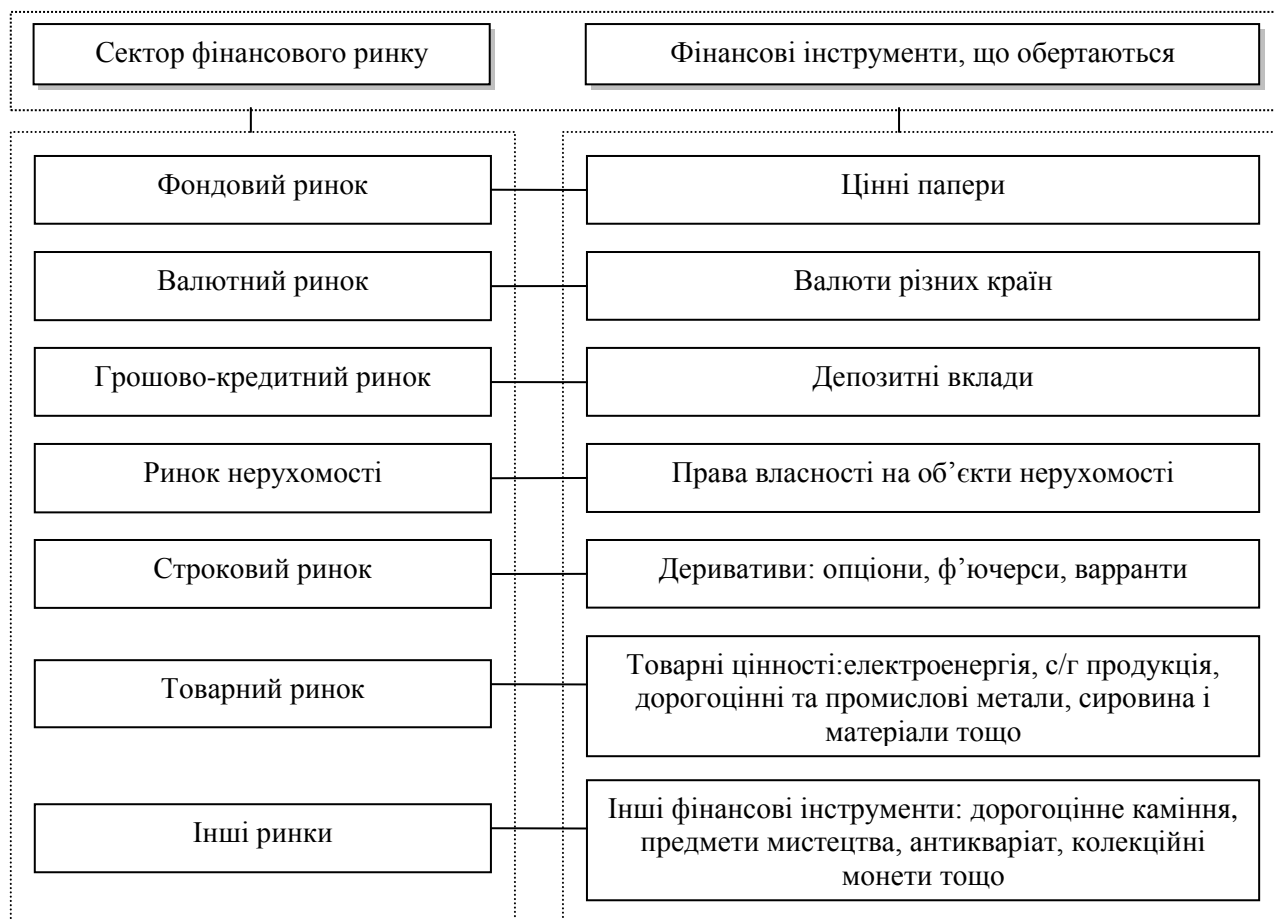 Сектор фінансового ринку
Фінансові інструменти, що обертаються
Фондовий ринок
Цінні папери
Валютний ринок
Валюти різних країн
Грошово-кредитний ринок
Депозитні вклади
Ринок нерухомості
Права власності на об’єкти нерухомості
Строковий ринок
Деривативи: опціони, ф’ючерси, варранти
Товарний ринок
Товарні цінності:електроенергія, с/г продукція,
дорогоцінні та промислові метали, сировина і
матеріали тощо
Інші ринки
Інші фінансові інструменти: дорогоцінне каміння,
предмети мистецтва, антикваріат, колекційні
монети тощо